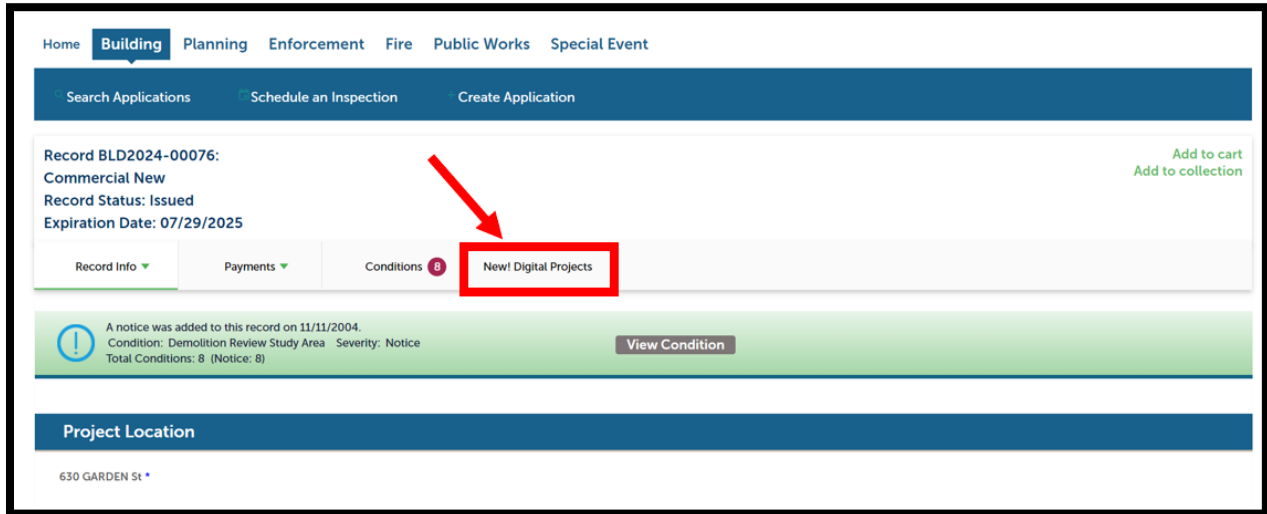 Home Building Planning Enforcement Fire Public Works Special Event
Search Applications Schedule an Inspection Create Application
Record BLD2024-00076:
Commercial New
Record Status: Issued
Expiration Date: 07/29/2025
Add to cart
Add to collection
Record Info Payments Conditions 8 New! Digital Projects
A notice was added to this record on 11/11/2004.
Condition: Demolition Review Study Area Severity: Notice
Total Conditions: 8 (Notice: 8)
View Condition
Project Location
630 GARDEN St *